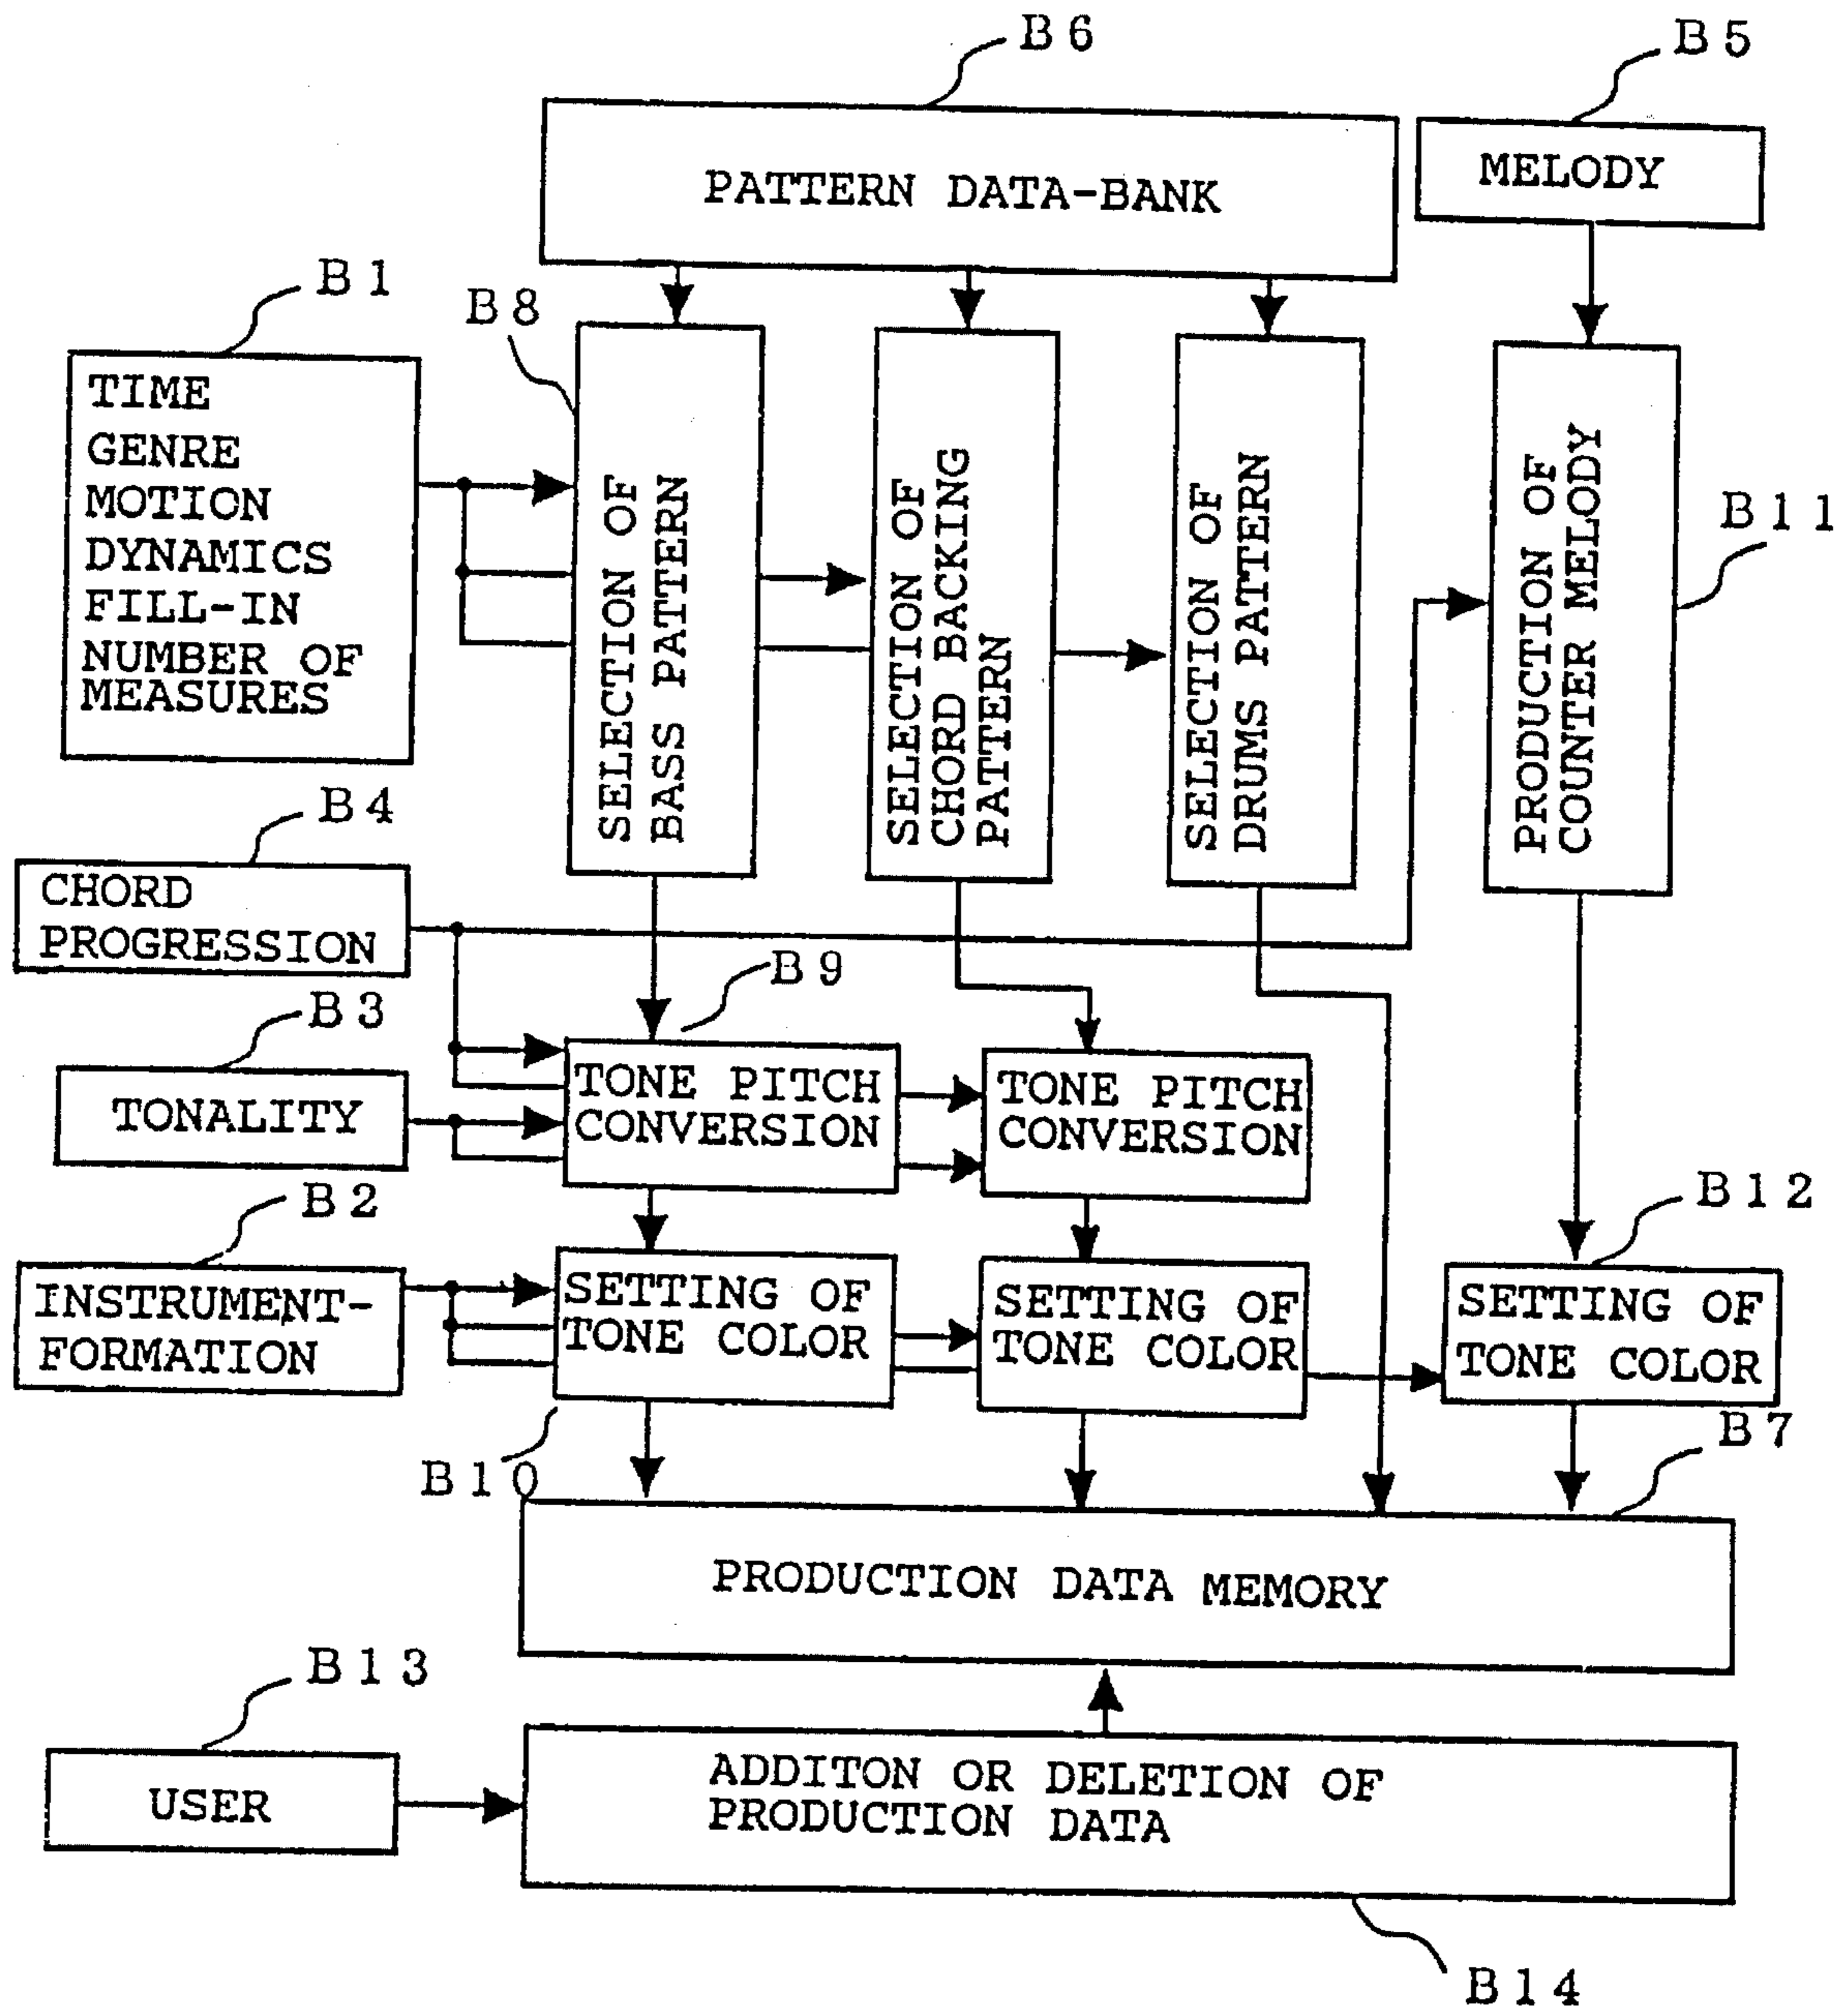 B6
B5
PATTERN DATA-BANK
MELODY
B1
B8
TIME
GENRE
MOTION
DYNAMICS
FILL-IN
NUMBER OF
MEASURES
SELECTION OF
BASS PATTERN
SELECTION OF
CHORD BACKING
PATTERN
SELECTION OF
DRUMS PATTERN
PRODUCTION OF
COUNTER MELODY
B11
B4
CHORD
PROGRESSION
B9
B3
TONALITY
TONE PITCH
CONVERSION
TONE PITCH
CONVERSION
B2
B12
INSTRUMENT-
FORMATION
SETTING OF
TONE COLOR
SETTING OF
TONE COLOR
SETTING OF
TONE COLOR
B10
B7
PRODUCTION DATA MEMORY
B13
USER
ADDITON OR DELETION OF
PRODUCTION DATA
B14